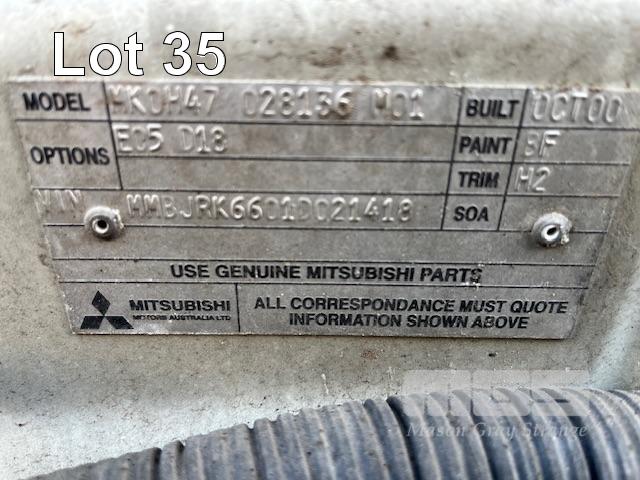 Lot 35
MODEL MK0H47 028136 M01 BUILT OCT00
OPTIONS E05 D18 PAINT BF
TRIM H2
VIN MMBJRK6601D021418 SOA
USE GENUINE MITSUBISHI PARTS
MITSUBISHI
MOTORS AUSTRALIA LTD
ALL CORRESPONDANCE MUST QUOTE
INFORMATION SHOWN ABOVE
MGS
Mason Gray Strange